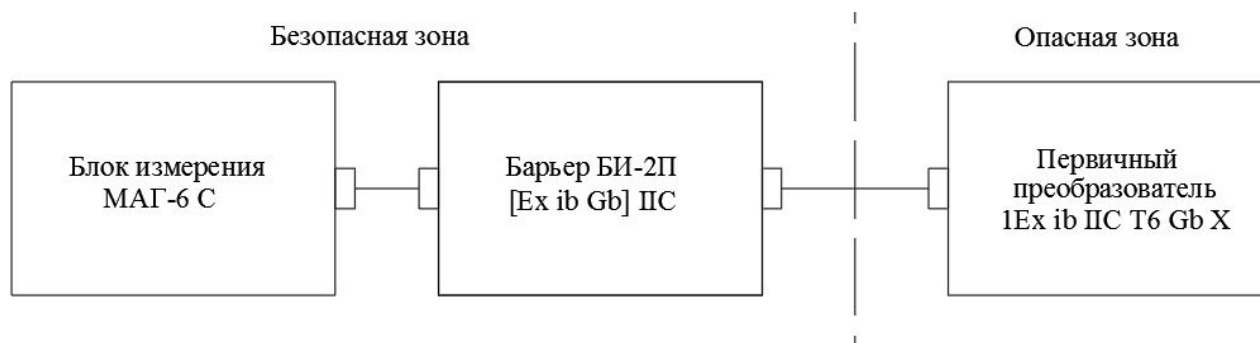 Безопасная зона
Опасная зона
Блок измерения
МАГ-6 С
Барьер БИ-2П
[Ex ib Gb] IIC
Первичный
преобразователь
1Ex ib IIC T6 Gb X